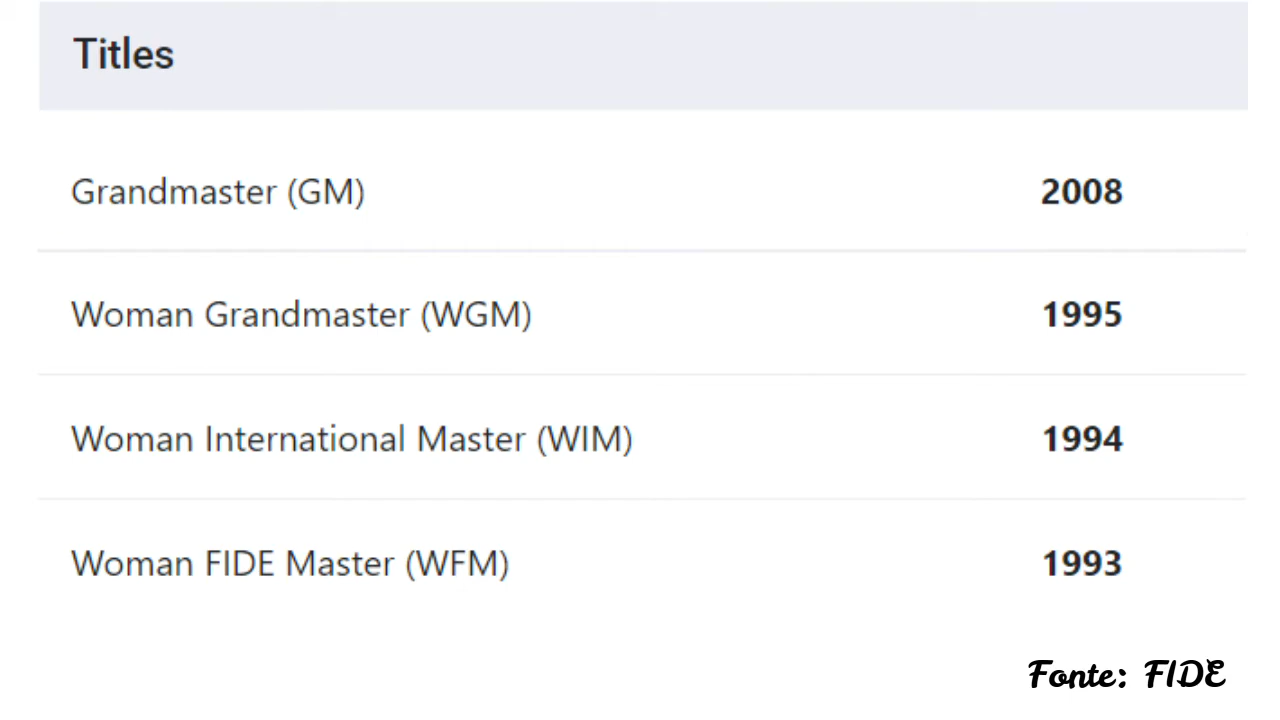 Titles
Grandmaster (GM) 2008
Woman Grandmaster (WGM) 1995
Woman International Master (WIM) 1994
Woman FIDE Master (WFM) 1993
Fonte: FIDE